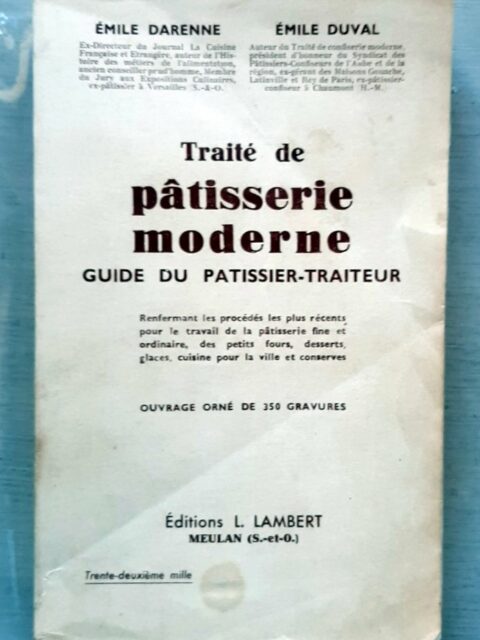 ÉMILE DARENNE
ÉMILE DUVAL
Ex-Directeur du Journal La Cuisine
Française et Etrangère, auteur de l'His-
toire des métiers de l'alimentation,
ancien conseiller prud'homme, Membre
du Jury aux Expositions Culinaires,
ex-pâtissier à Versailles (S.-&-O.)
Auteur du Traité de confiserie moderne,
président d'honneur du Syndicat des
Pâtissiers-Confiseurs de l'Aube et de la
région, ex-gérant des Maisons Gouache,
Latinville et Rey de Paris, ex-pâtissier-
confiseur à Chaumont (H.-M.)
Traité de
pâtisserie
moderne
GUIDE DU PATISSIER-TRAITEUR
Renfermant les procédés les plus récents
pour le travail de la pâtisserie fine et
ordinaire, des petits fours, desserts,
glaces, cuisine pour la ville et conserves
OUVRAGE ORNÉ DE 350 GRAVURES
Éditions L. LAMBERT
MEULAN (S.-et-O.)
Trente-deuxième mille